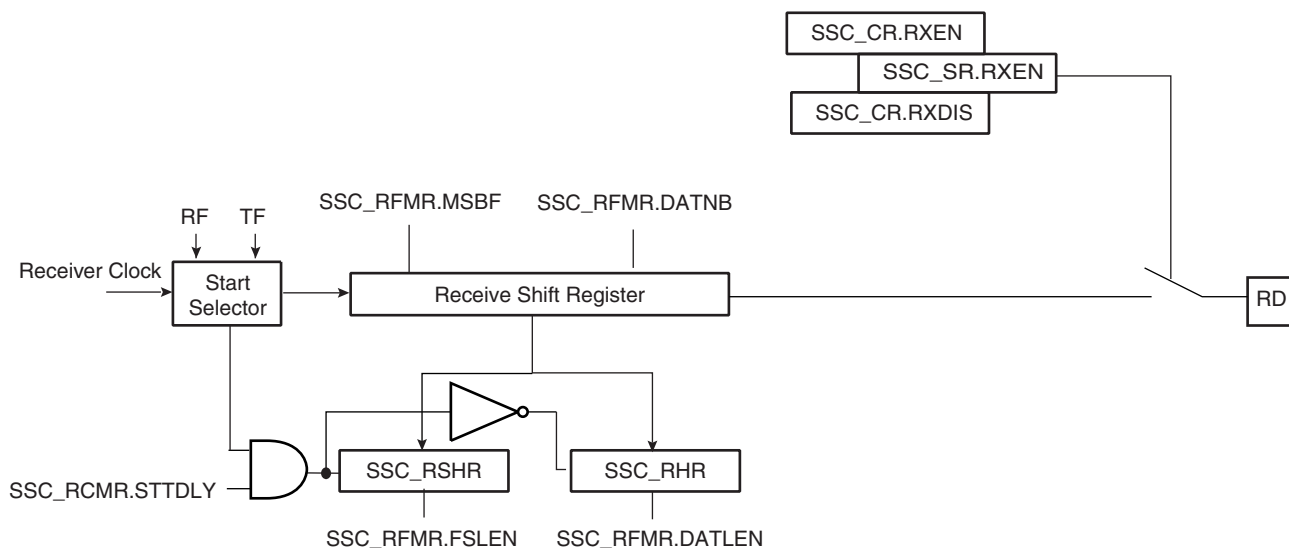 SSC_CR.RXEN
SSC_SR.RXEN
SSC_CR.RXDIS
SSC_RFMR.MSBF
SSC_RFMR.DATNB
RF
TF
Receiver Clock
Start
Selector
Receive Shift Register
RD
SSC_RSHR
SSC_RHR
SSC_RCMR.STTDLY
SSC_RFMR.FSLEN
SSC_RFMR.DATLEN